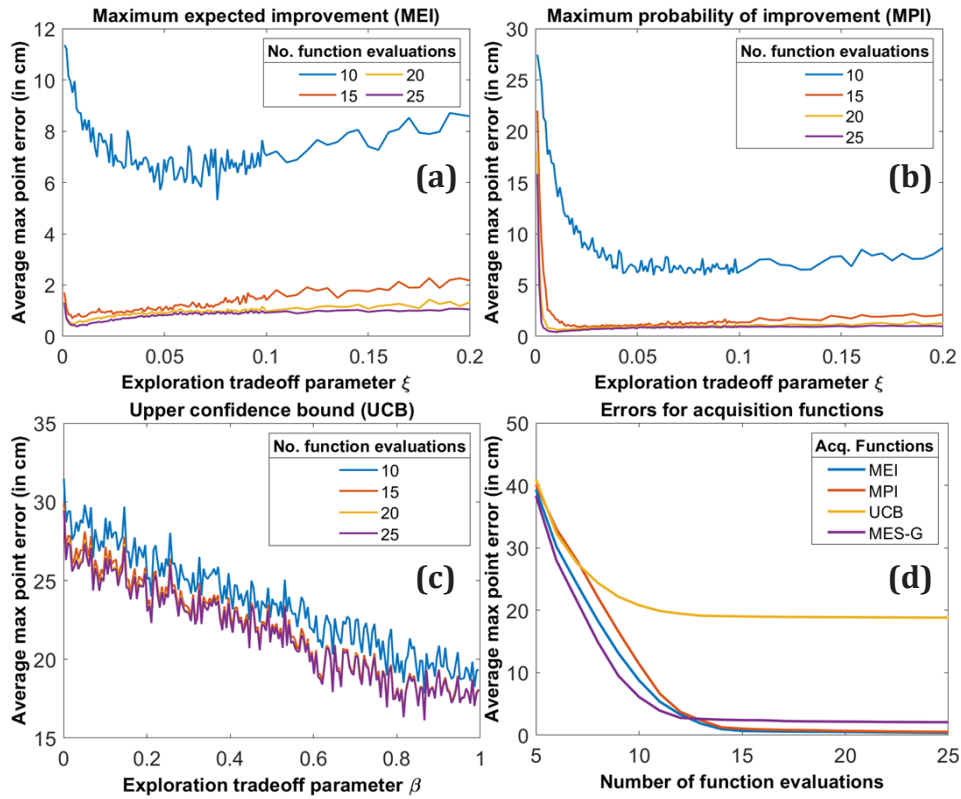 Maximum expected improvement (MEI)
Average max point error (in cm)
12
10
8
6
4
2
0
No. function evaluations
10 20
15 25
(a)
0 0.05 0.1 0.15 0.2
Exploration tradeoff parameter ξ
Maximum probability of improvement (MPI)
Average max point error (in cm)
30
25
20
15
10
5
0
No. function evaluations
10
15
20
25
(b)
0 0.05 0.1 0.15 0.2
Exploration tradeoff parameter ξ
Upper confidence bound (UCB)
Average max point error (in cm)
35
30
25
20
15
No. function evaluations
10
15
20
25
(c)
0 0.2 0.4 0.6 0.8 1
Exploration tradeoff parameter β
Errors for acquisition functions
Average max point error (in cm)
50
40
30
20
10
0
Acq. Functions
MEI
MPI
UCB
MES-G
(d)
5 10 15 20 25
Number of function evaluations